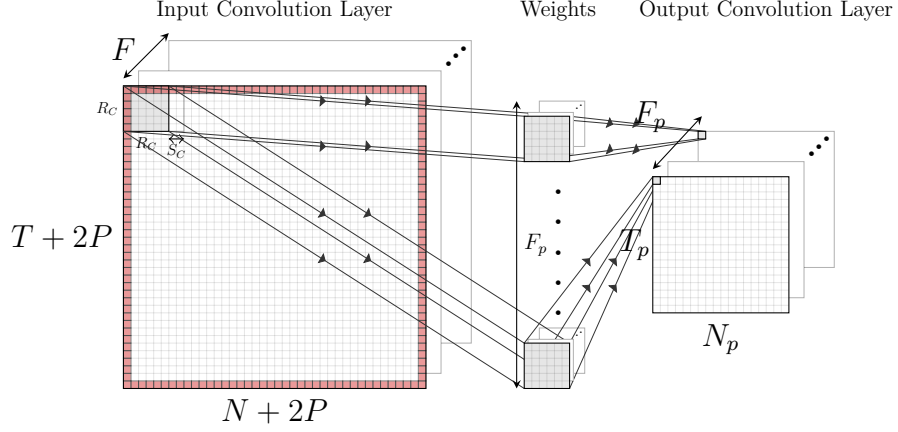 Input Convolution Layer
Weights
Output Convolution Layer
F
R_C
R_C
S_C
T + 2P
N + 2P
F_p
F_p
T_p
N_p